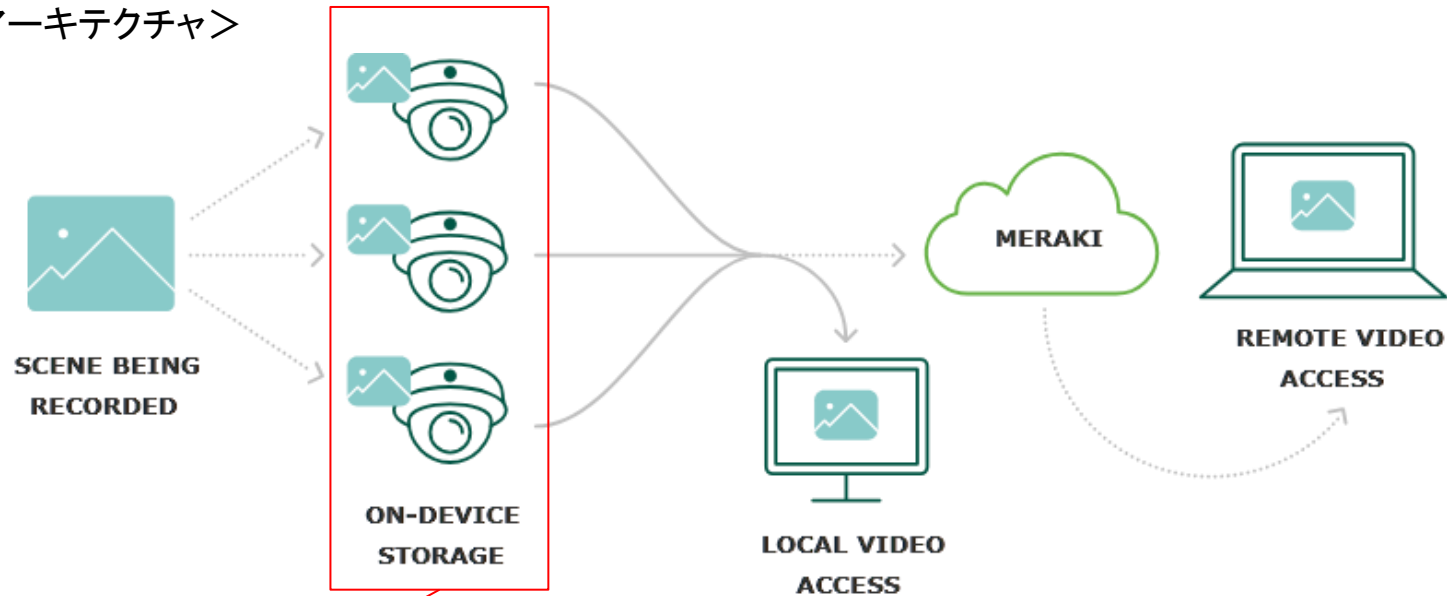 アーキテクチャ＞
SCENE BEING
RECORDED
ON-DEVICE
STORAGE
LOCAL VIDEO
ACCESS
MERAKI
REMOTE VIDEO
ACCESS